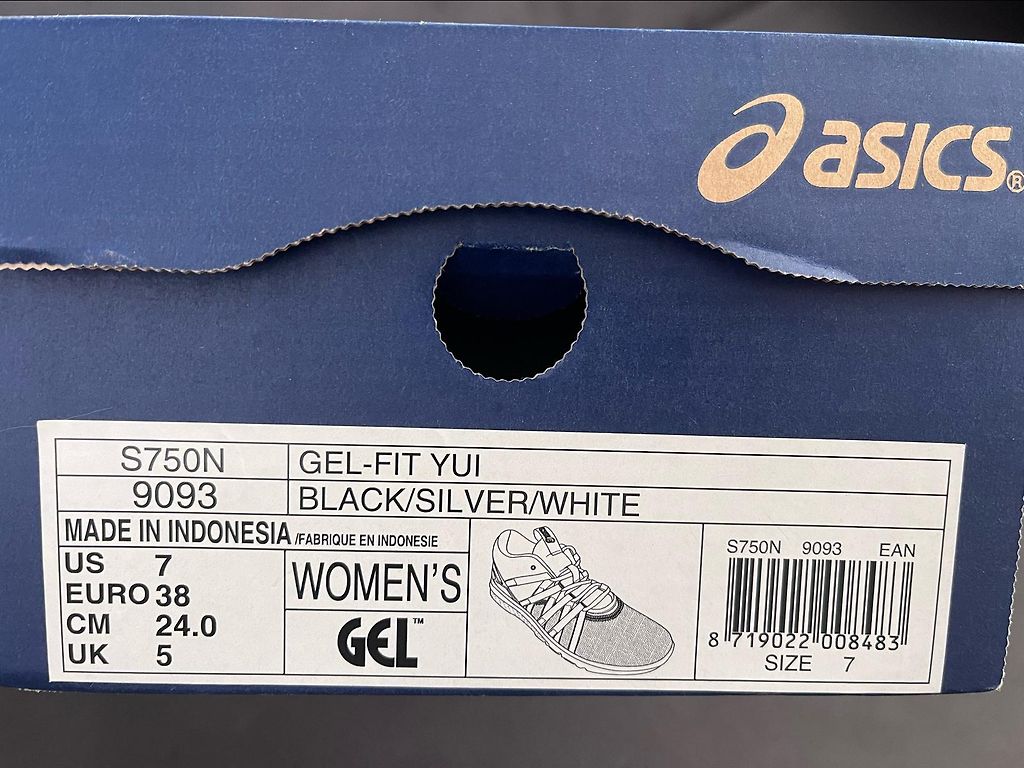 asics®
S750N GEL-FIT YUI
9093 BLACK/SILVER/WHITE
MADE IN INDONESIA /FABRIQUE EN INDONESIE
US 7
EURO 38
CM 24.0
UK 5
WOMEN'S
GEL™
S750N 9093 EAN
8 719022 008483
SIZE 7